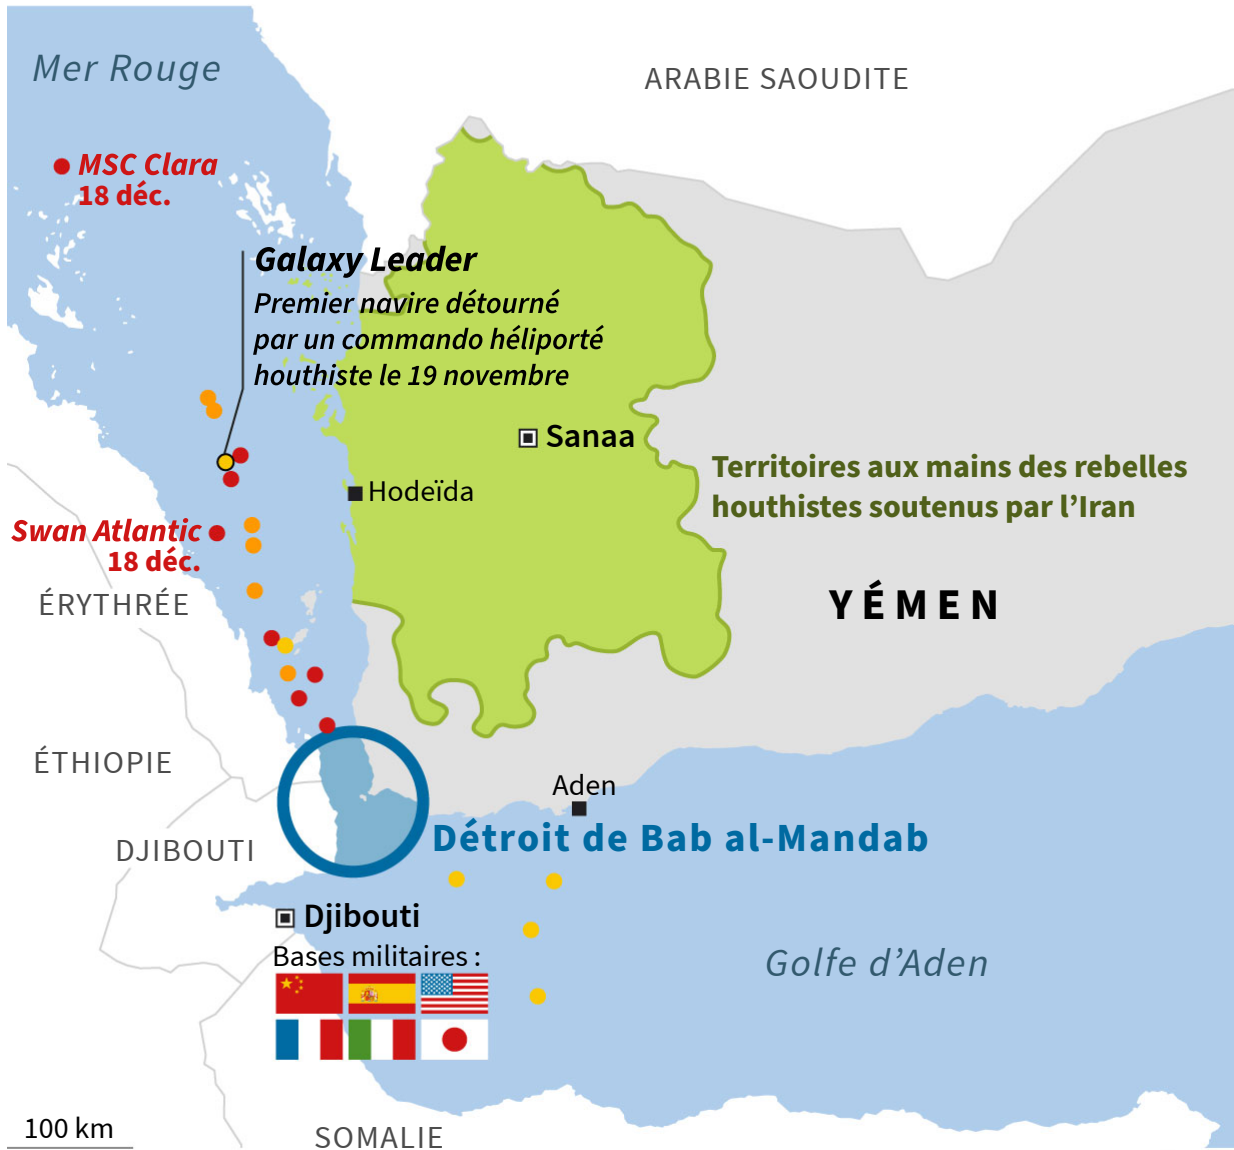 Mer Rouge
ARABIE SAOUDITE
MSC Clara
18 déc.
Galaxy Leader
Premier navire détourné
par un commando héliporté
houthiste le 19 novembre
Sanaa
Territoires aux mains des rebelles
houthistes soutenus par l’Iran
Hodeïda
Swan Atlantic
18 déc.
ÉRYTHRÉE
YÉMEN
ÉTHIOPIE
Aden
Détroit de Bab al-Mandab
DJIBOUTI
Djibouti
Bases militaires :
Golfe d’Aden
100 km
SOMALIE